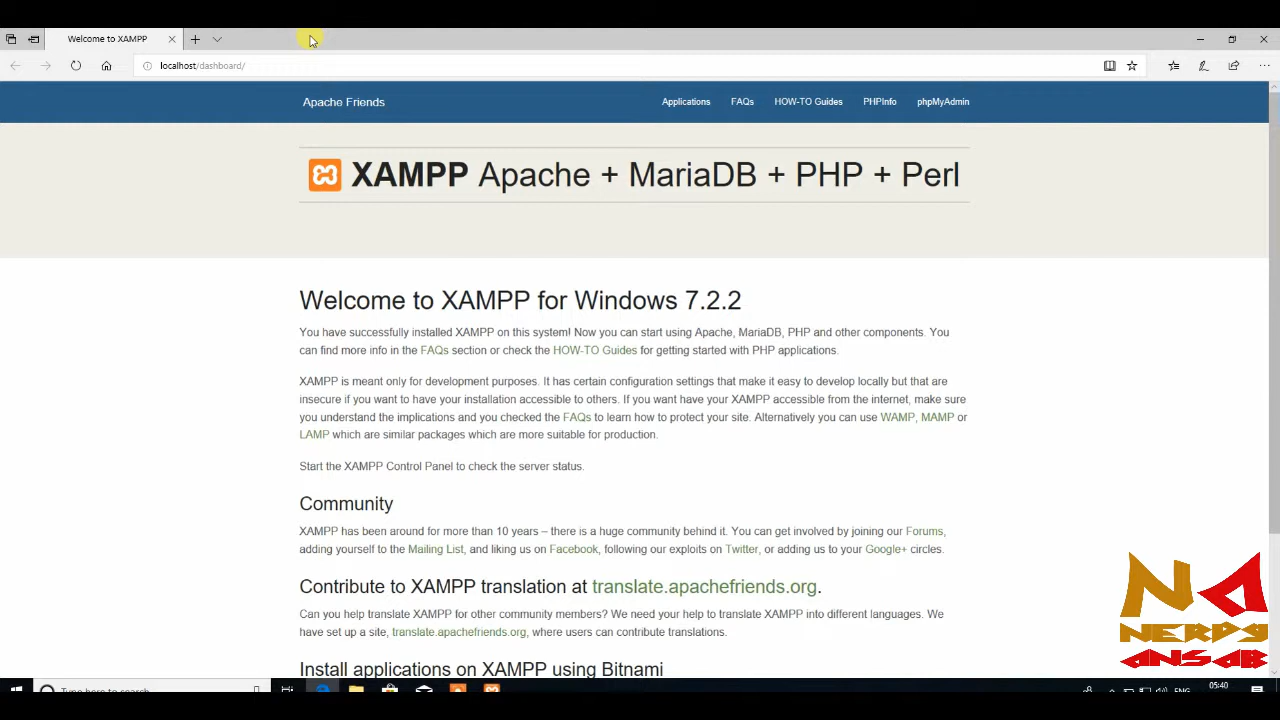 Welcome to XAMPP
localhost/dashboard/
Apache Friends
Applications
FAQs
HOW-TO Guides
PHPInfo
phpMyAdmin
XAMPP Apache + MariaDB + PHP + Perl
Welcome to XAMPP for Windows 7.2.2
You have successfully installed XAMPP on this system! Now you can start using Apache, MariaDB, PHP and other components. You
can find more info in the FAQs section or check the HOW-TO Guides for getting started with PHP applications.
XAMPP is meant only for development purposes. It has certain configuration settings that make it easy to develop locally but that are
insecure if you want to have your installation accessible to others. If you want have your XAMPP accessible from the internet, make sure
you understand the implications and you checked the FAQs to learn how to protect your site. Alternatively you can use WAMP, MAMP or
LAMP which are similar packages which are more suitable for production.
Start the XAMPP Control Panel to check the server status.
Community
XAMPP has been around for more than 10 years – there is a huge community behind it. You can get involved by joining our Forums,
adding yourself to the Mailing List, and liking us on Facebook, following our exploits on Twitter, or adding us to your Google+ circles.
Contribute to XAMPP translation at translate.apachefriends.org.
Can you help translate XAMPP for other community members? We need your help to translate XAMPP into different languages. We
have set up a site, translate.apachefriends.org, where users can contribute translations.
Install applications on XAMPP using Bitnami
NA
NERDY
ANSAB
Type here to search
ENG
05:40